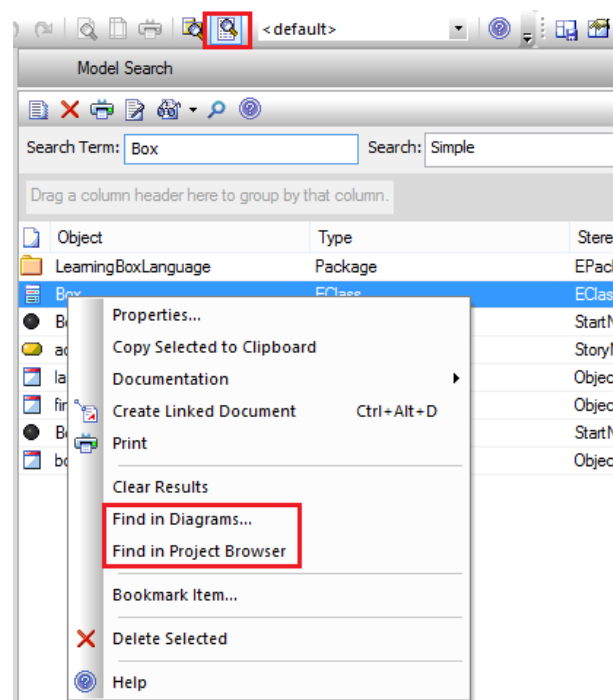 <default>
Model Search
Search Term: Box Search: Simple
Drag a column header here to group by that column.
Object Type Stere
LearningBoxLanguage Package EPack
Box EClass EClas
StartN
StoryN
Objec
Objec
StartN
Objec
Properties...
Copy Selected to Clipboard
Documentation
Create Linked Document Ctrl+Alt+D
Print
Clear Results
Find in Diagrams...
Find in Project Browser
Bookmark Item...
Delete Selected
Help